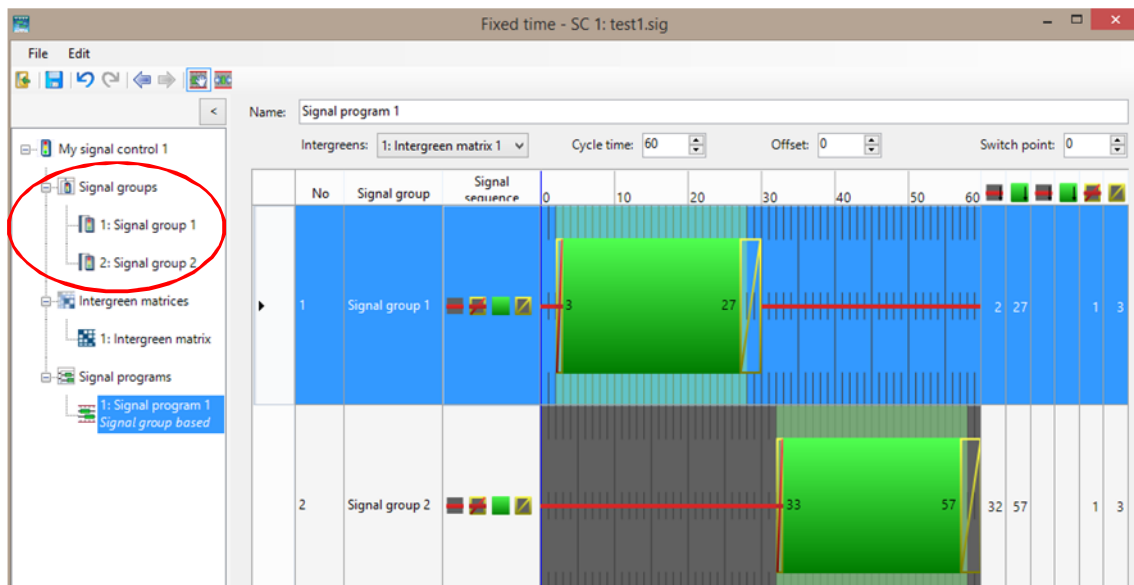 Fixed time - SC 1: test1.sig
File Edit
<
Name: Signal program 1
My signal control 1
Intergreens: 1: Intergreen matrix 1 Cycle time: 60 Offset: 0 Switch point: 0
Signal groups
No Signal group Signal sequence 0 10 20 30 40 50 60
1: Signal group 1
2: Signal group 2
Intergreen matrices
1 Signal group 1 3 27 2 27 1 3
1: Intergreen matrix
Signal programs
1: Signal program 1
Signal group based
2 Signal group 2 33 57 32 57 1 3